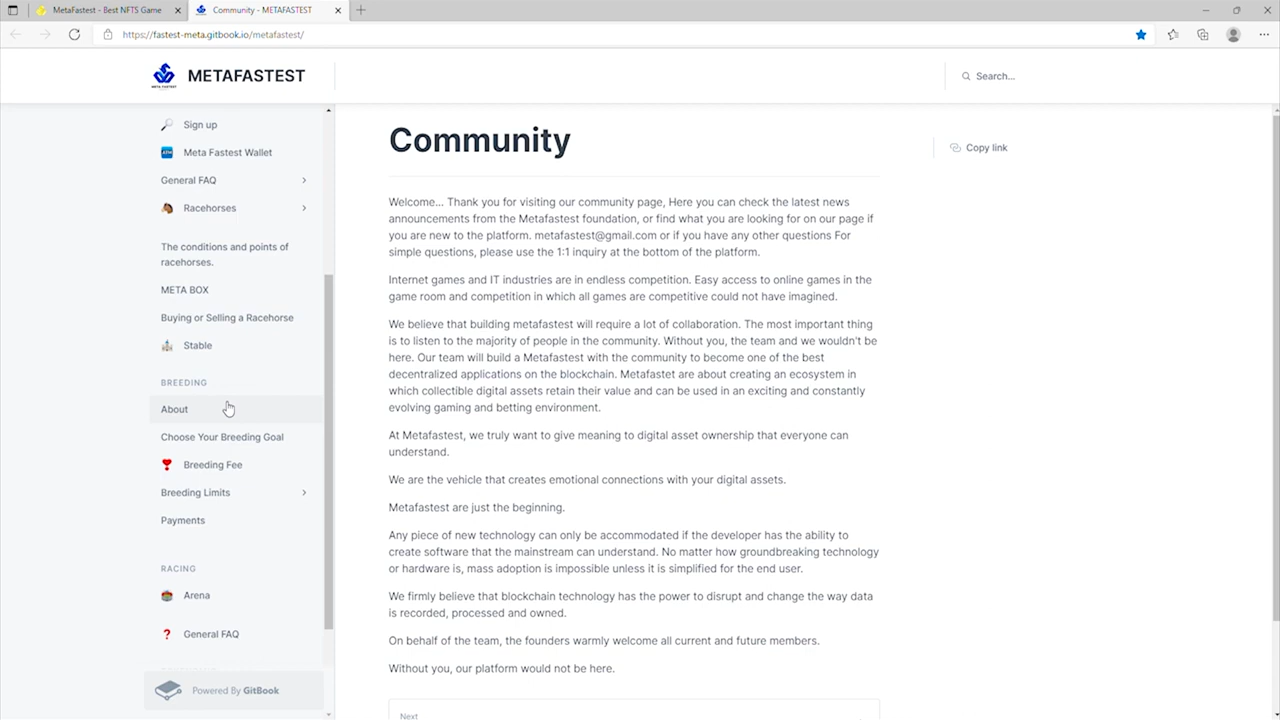 MetaFastest - Best NFTS Game
Community - METAFASTEST
https://fastest-meta.gitbook.io/metafastest/
META FASTEST
METAFASTEST
Search...
Sign up
ATM
Meta Fastest Wallet
General FAQ
Racehorses
The conditions and points of
racehorses.
META BOX
Buying or Selling a Racehorse
Stable
BREEDING
About
Choose Your Breeding Goal
Breeding Fee
Breeding Limits
Payments
RACING
Arena
General FAQ
Powered By GitBook
Community
Copy link
Welcome... Thank you for visiting our community page, Here you can check the latest news
announcements from the Metafastest foundation, or find what you are looking for on our page if
you are new to the platform. metafastest@gmail.com or if you have any other questions For
simple questions, please use the 1:1 inquiry at the bottom of the platform.
Internet games and IT industries are in endless competition. Easy access to online games in the
game room and competition in which all games are competitive could not have imagined.
We believe that building metafastest will require a lot of collaboration. The most important thing
is to listen to the majority of people in the community. Without you, the team and we wouldn't be
here. Our team will build a Metafastest with the community to become one of the best
decentralized applications on the blockchain. Metafastet are about creating an ecosystem in
which collectible digital assets retain their value and can be used in an exciting and constantly
evolving gaming and betting environment.
At Metafastest, we truly want to give meaning to digital asset ownership that everyone can
understand.
We are the vehicle that creates emotional connections with your digital assets.
Metafastest are just the beginning.
Any piece of new technology can only be accommodated if the developer has the ability to
create software that the mainstream can understand. No matter how groundbreaking technology
or hardware is, mass adoption is impossible unless it is simplified for the end user.
We firmly believe that blockchain technology has the power to disrupt and change the way data
is recorded, processed and owned.
On behalf of the team, the founders warmly welcome all current and future members.
Without you, our platform would not be here.
Next